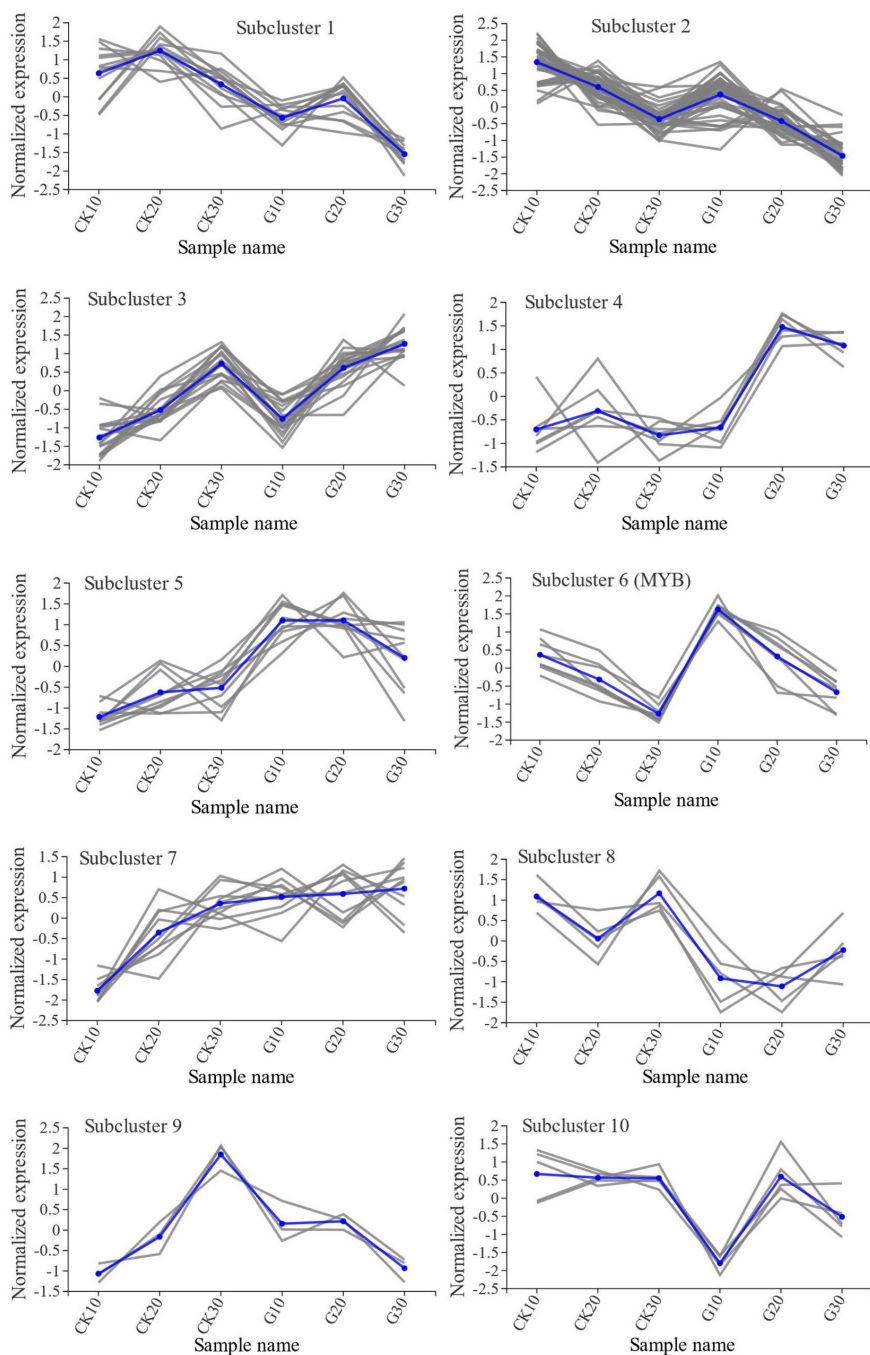 Subcluster 1
Normalized expression
2
1.5
1
0.5
0
-0.5
-1
-1.5
-2
-2.5
CK10 CK20 CK30 G10 G20 G30
Sample name
Subcluster 2
Normalized expression
2.5
2
1.5
1
0.5
0
-0.5
-1
-1.5
-2
-2.5
CK10 CK20 CK30 G10 G20 G30
Sample name
Subcluster 3
Normalized expression
2.5
2
1.5
1
0.5
0
-0.5
-1
-1.5
-2
CK10 CK20 CK30 G10 G20 G30
Sample name
Subcluster 4
Normalized expression
2
1.5
1
0.5
0
-0.5
-1
-1.5
CK10 CK20 CK30 G10 G20 G30
Sample name
Subcluster 5
Normalized expression
2
1.5
1
0.5
0
-0.5
-1
-1.5
-2
CK10 CK20 CK30 G10 G20 G30
Sample name
Subcluster 6 (MYB)
Normalized expression
2.5
2
1.5
1
0.5
0
-0.5
-1
-1.5
-2
CK10 CK20 CK30 G10 G20 G30
Sample name
Subcluster 7
Normalized expression
1.5
1
0.5
0
-0.5
-1
-1.5
-2
-2.5
CK10 CK20 CK30 G10 G20 G30
Sample name
Subcluster 8
Normalized expression
2
1.5
1
0.5
0
-0.5
-1
-1.5
-2
CK10 CK20 CK30 G10 G20 G30
Sample name
Subcluster 9
Normalized expression
2.5
2
1.5
1
0.5
0
-0.5
-1
-1.5
CK10 CK20 CK30 G10 G20 G30
Sample name
Subcluster 10
Normalized expression
2
1.5
1
0.5
0
-0.5
-1
-1.5
-2
-2.5
CK10 CK20 CK30 G10 G20 G30
Sample name